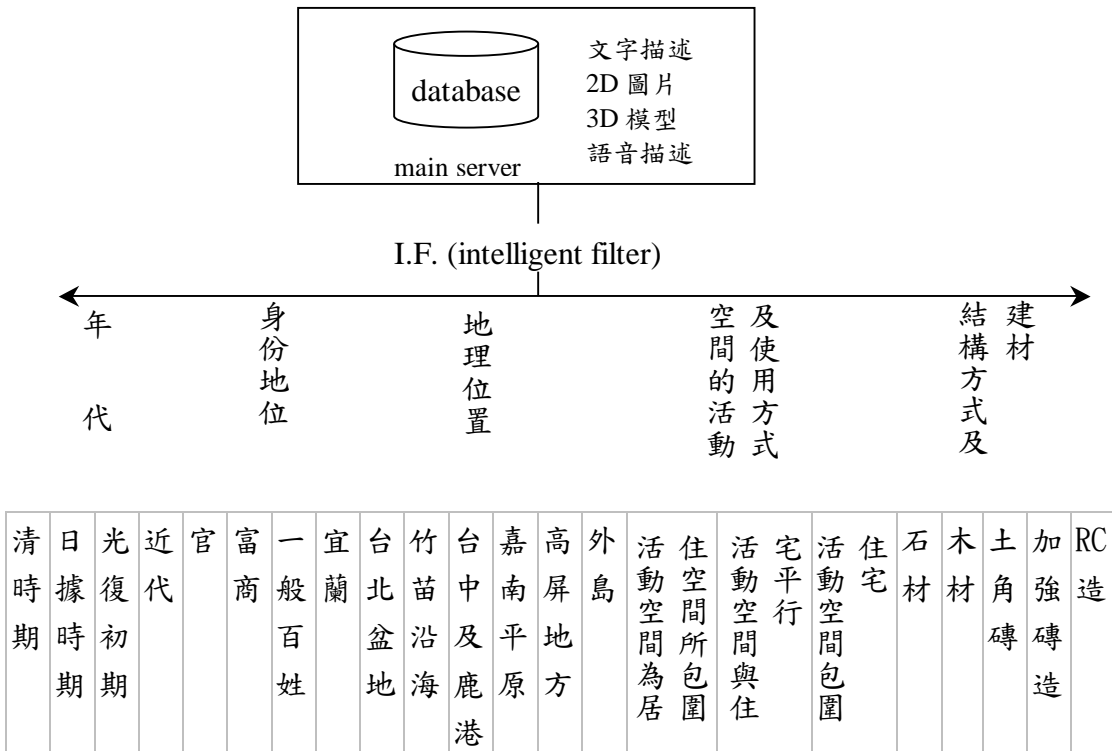 database
main server
文字描述
2D 圖片
3D 模型
語音描述
I.F. (intelligent filter)
年代
身份地位
地理位置
空間的活動
及使用方式
結構方式及
建材
清時期
日據時期
光復初期
近代
官
富商
一般百姓
宜蘭
台北盆地
竹苗沿海
台中及鹿港
嘉南平原
高屏地方
外島
活動空間為居
住空間所包圍
活動空間與住
宅平行
活動空間包圍
住宅
石材
木材
土角磚
加強磚造
RC造